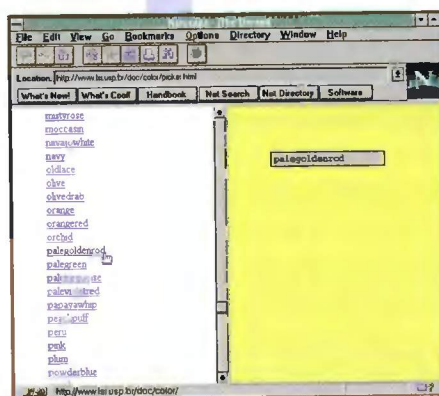 File Edit View Go Bookmarks Options Directory Window Help
Location: http://www.lsi.usp.br/doc/color/picker.html
What's New! What's Cool! Handbook Net Search Net Directory Software
mistyrose
moccasin
navajowhite
navy
oldlace
olive
olivedrab
orange
orangered
orchid
palegoldenrod
palegreen
papayawhip
peru
pink
plum
powderblue
palegoldenrod
http://www.lsi.usp.br/doc/color/